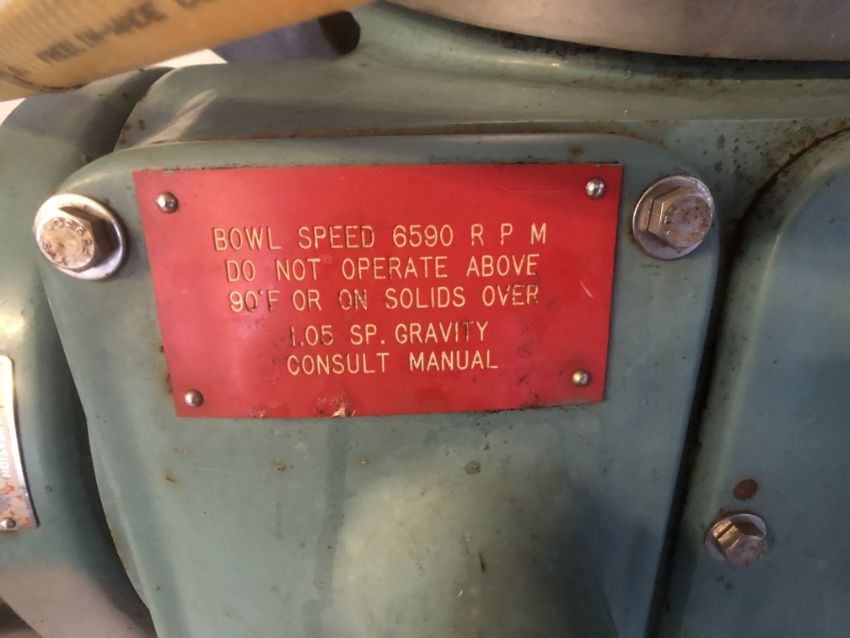 BOWL SPEED 6590 R P M
DO NOT OPERATE ABOVE
90°F OR ON SOLIDS OVER
1.05 SP. GRAVITY
CONSULT MANUAL